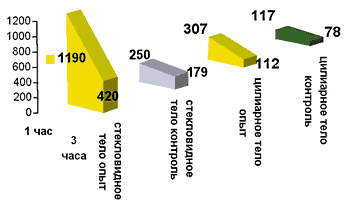 1200
1000
800
600
400
200
0
1190
420
250
179
307
112
117
78
1 час
3
часа
стекловидное
тело опыт
стекловидное
тело контроль
цилиарное тело
опыт
цилиарное тело
контроль